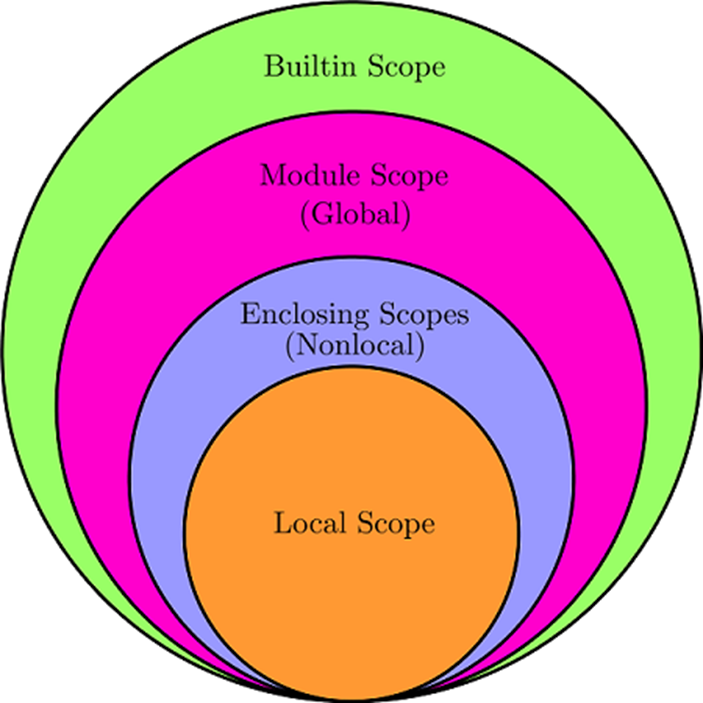 Builtin Scope
Module Scope
(Global)
Enclosing Scopes
(Nonlocal)
Local Scope